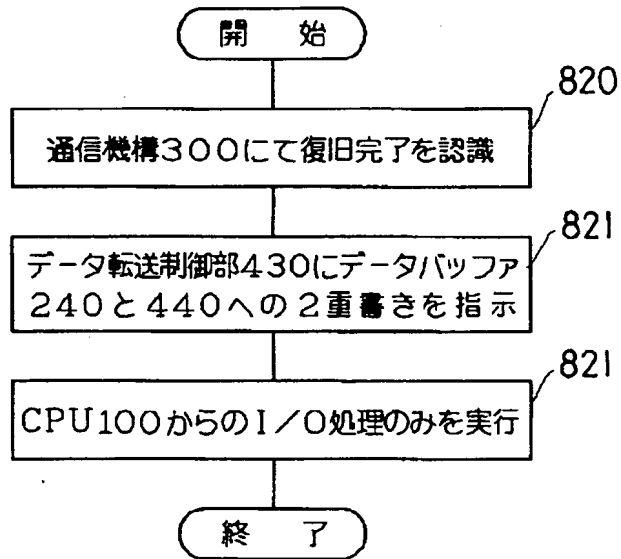 開 始
820
通信機構300にて復旧完了を認識
821
データ転送制御部430にデータバッファ
240と440への2重書きを指示
821
CPU100からのI/O処理のみを実行
終 了